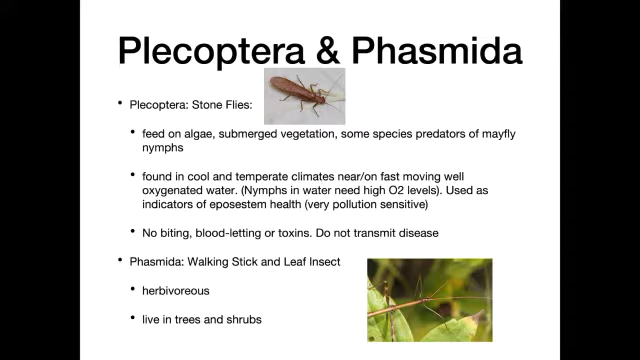 Plecoptera & Phasmida
• Plecoptera: Stone Flies:
• feed on algae, submerged vegetation, some species predators of mayfly
nymphs
• found in cool and temperate climates near/on fast moving well
oxygenated water. (Nymphs in water need high O2 levels). Used as
indicators of eposestem health (very pollution sensitive)
• No biting, blood-letting or toxins. Do not transmit disease
• Phasmida: Walking Stick and Leaf Insect
• herbivoreous
• live in trees and shrubs